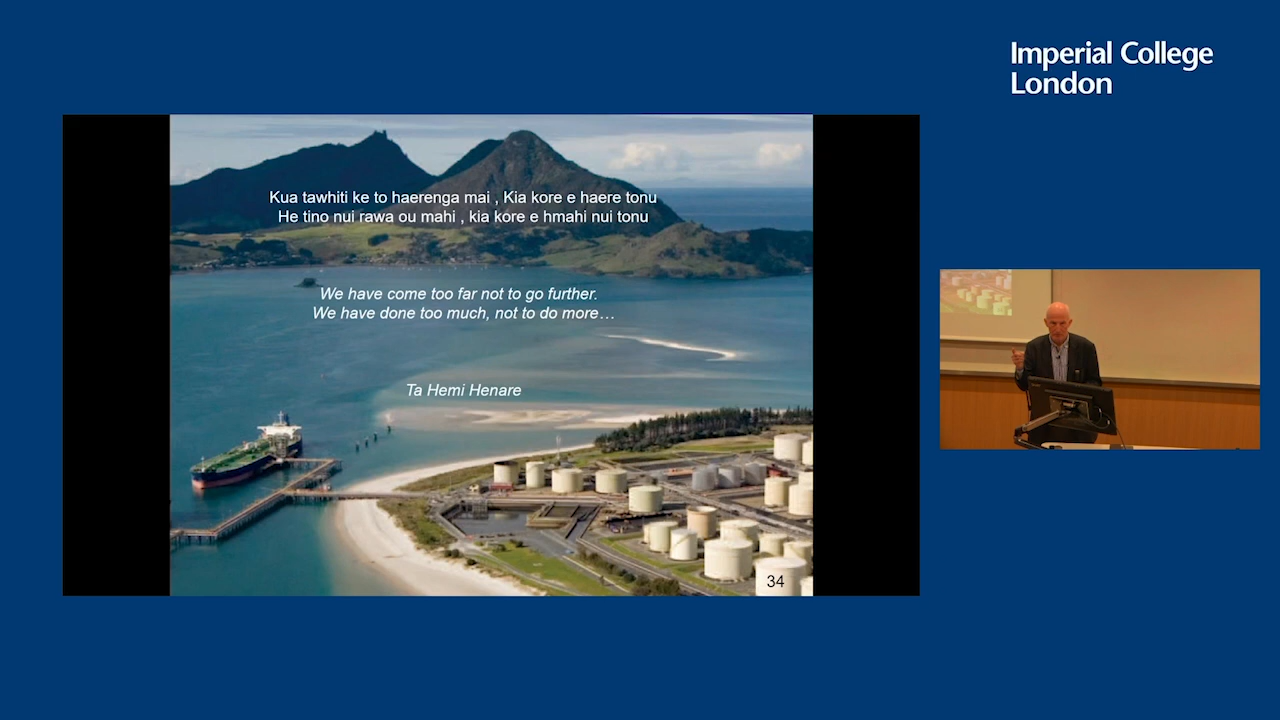 Imperial College
London
Kua tawhiti ke to haerenga mai , Kia kore e haere tonu
He tino nui rawa ou mahi , kia kore e hmahi nui tonu
We have come too far not to go further.
We have done too much, not to do more…
Ta Hemi Henare
34